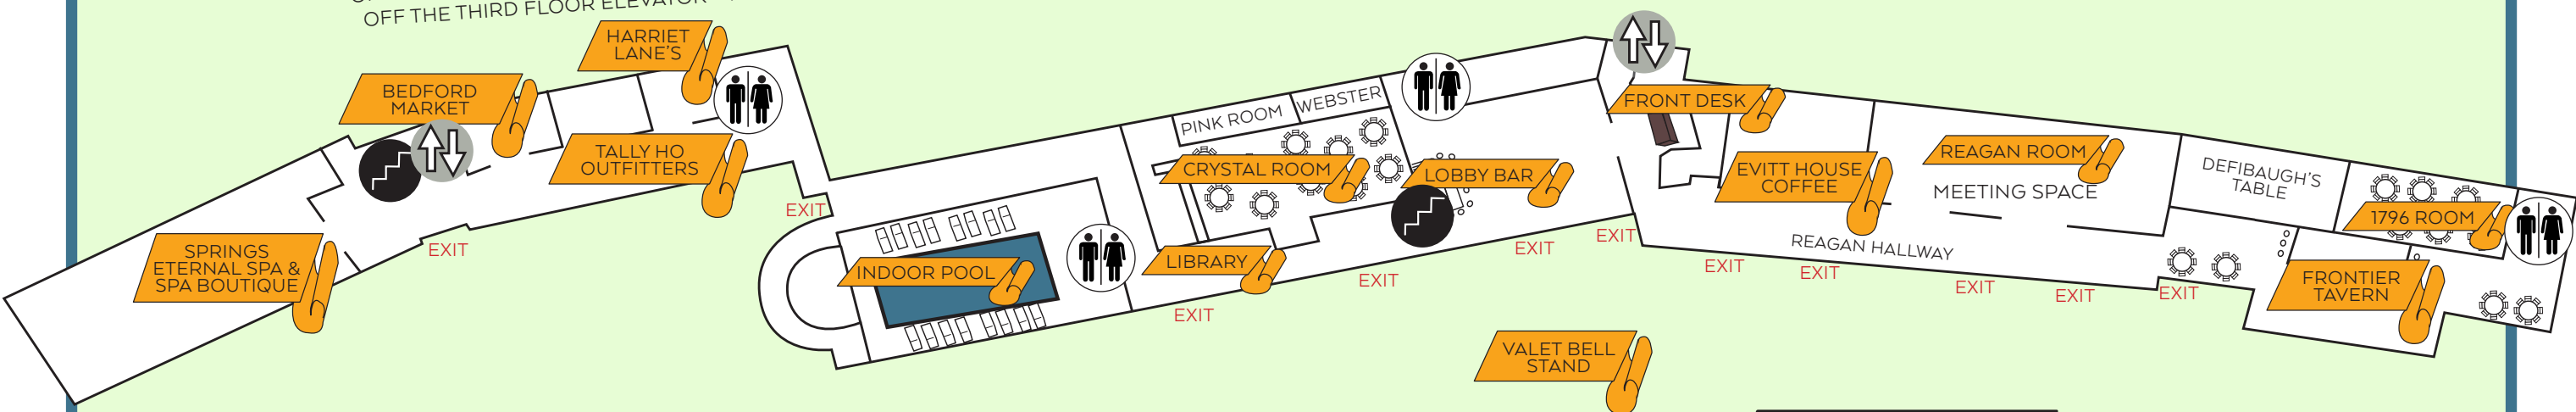 OFF THE THIRD FLOOR ELEVATOR
HARRIET
LANE'S
BEDFORD
MARKET
TALLY HO
OUTFITTERS
EXIT
SPRINGS
ETERNAL SPA &
SPA BOUTIQUE
EXIT
INDOOR POOL
PINK ROOM
WEBSTER
CRYSTAL ROOM
LOBBY BAR
LIBRARY
EXIT
EXIT
EXIT
EXIT
FRONT DESK
EVITT HOUSE
COFFEE
REAGAN ROOM
MEETING SPACE
REAGAN HALLWAY
EXIT
EXIT
EXIT
EXIT
EXIT
DEFIBAUGH'S
TABLE
1796 ROOM
FRONTIER
TAVERN
VALET BELL
STAND